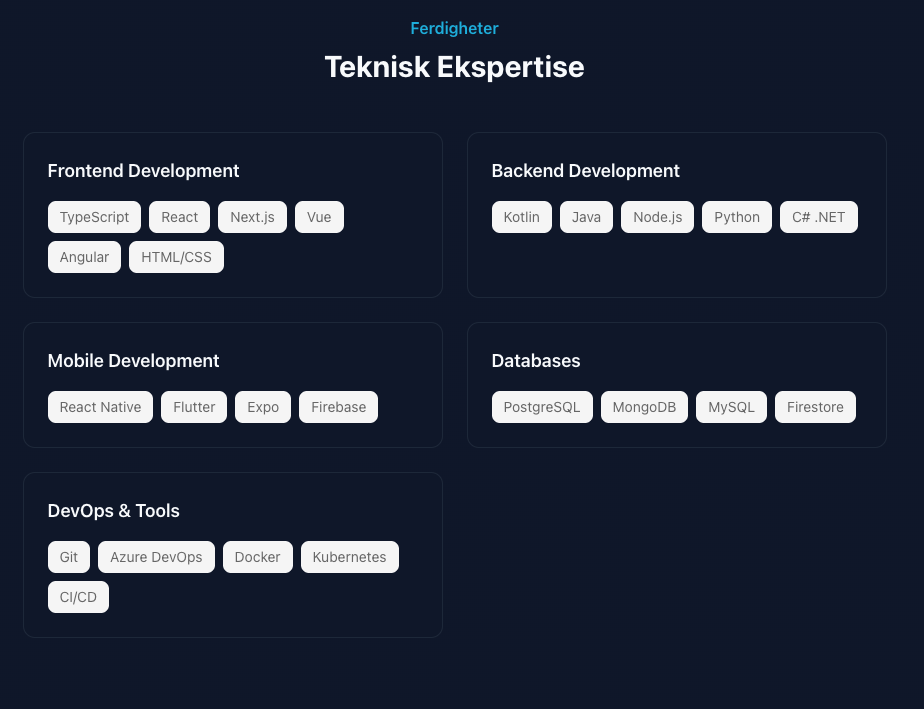 Ferdigheter
Teknisk Ekspertise
Frontend Development
TypeScript React Next.js Vue
Angular HTML/CSS
Backend Development
Kotlin Java Node.js Python C# .NET
Mobile Development
React Native Flutter Expo Firebase
Databases
PostgreSQL MongoDB MySQL Firestore
DevOps & Tools
Git Azure DevOps Docker Kubernetes
CI/CD